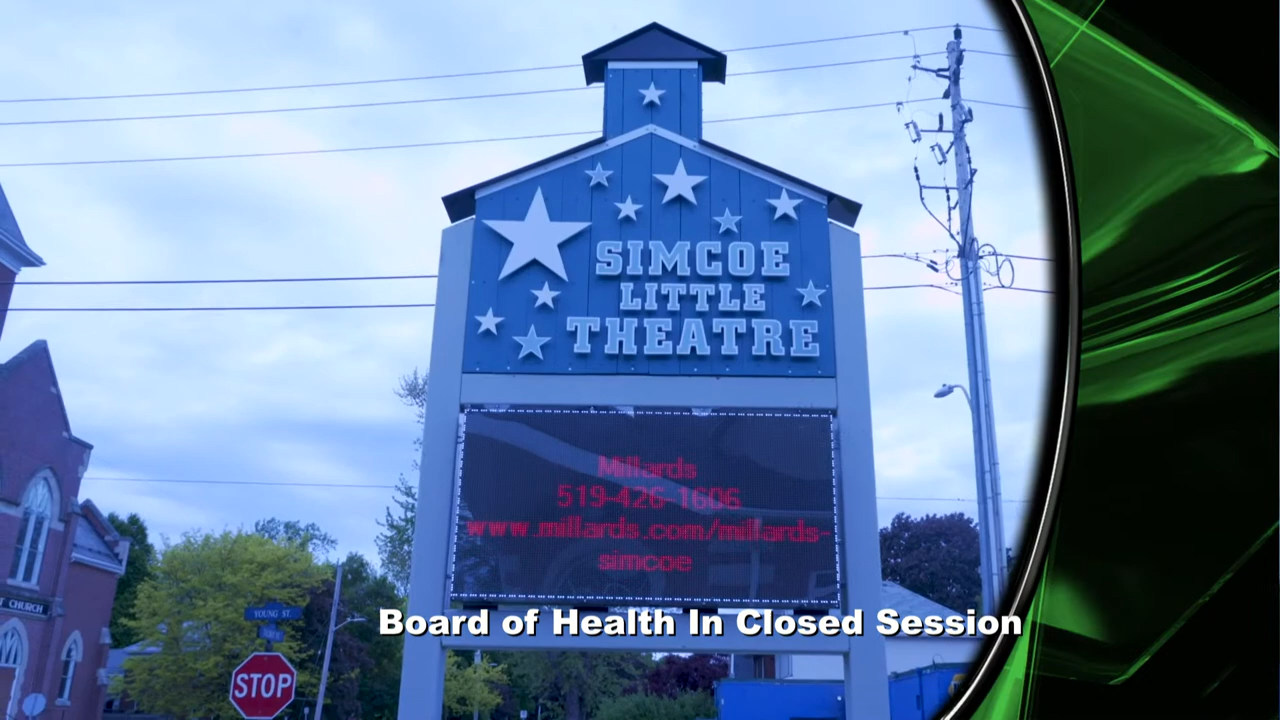 SIMCOE
LITTLE
THEATRE
Millards
519-426-1606
www.millards.com/millards-
simcoe
CHURCH
YOUNG ST.
STOP
Board of Health In Closed Session